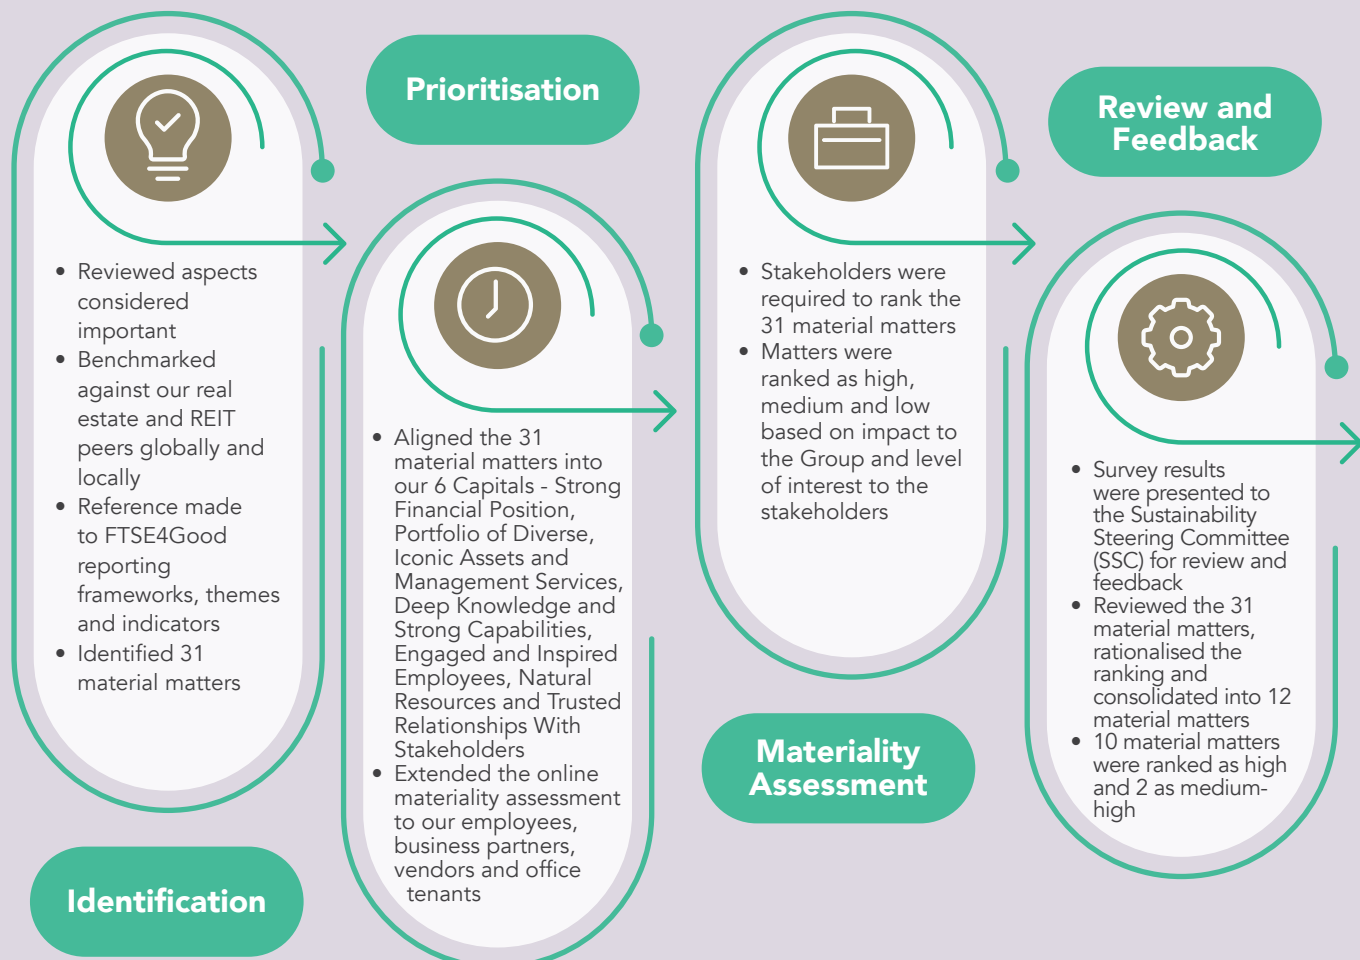 Identification
• Reviewed aspects
considered
important
• Benchmarked
against our real
estate and REIT
peers globally and
locally
• Reference made
to FTSE4Good
reporting
frameworks, themes
and indicators
• Identified 31
material matters
Prioritisation
• Aligned the 31
material matters into
our 6 Capitals - Strong
Financial Position,
Portfolio of Diverse,
Iconic Assets and
Management Services,
Deep Knowledge and
Strong Capabilities,
Engaged and Inspired
Employees, Natural
Resources and Trusted
Relationships With
Stakeholders
• Extended the online
materiality assessment
to our employees,
business partners,
vendors and office
tenants
Materiality
Assessment
• Stakeholders were
required to rank the
31 material matters
• Matters were
ranked as high,
medium and low
based on impact to
the Group and level
of interest to the
stakeholders
Review and
Feedback
• Survey results
were presented to
the Sustainability
Steering Committee
(SSC) for review and
feedback
• Reviewed the 31
material matters,
rationalised the
ranking and
consolidated into 12
material matters
• 10 material matters
were ranked as high
and 2 as medium-
high